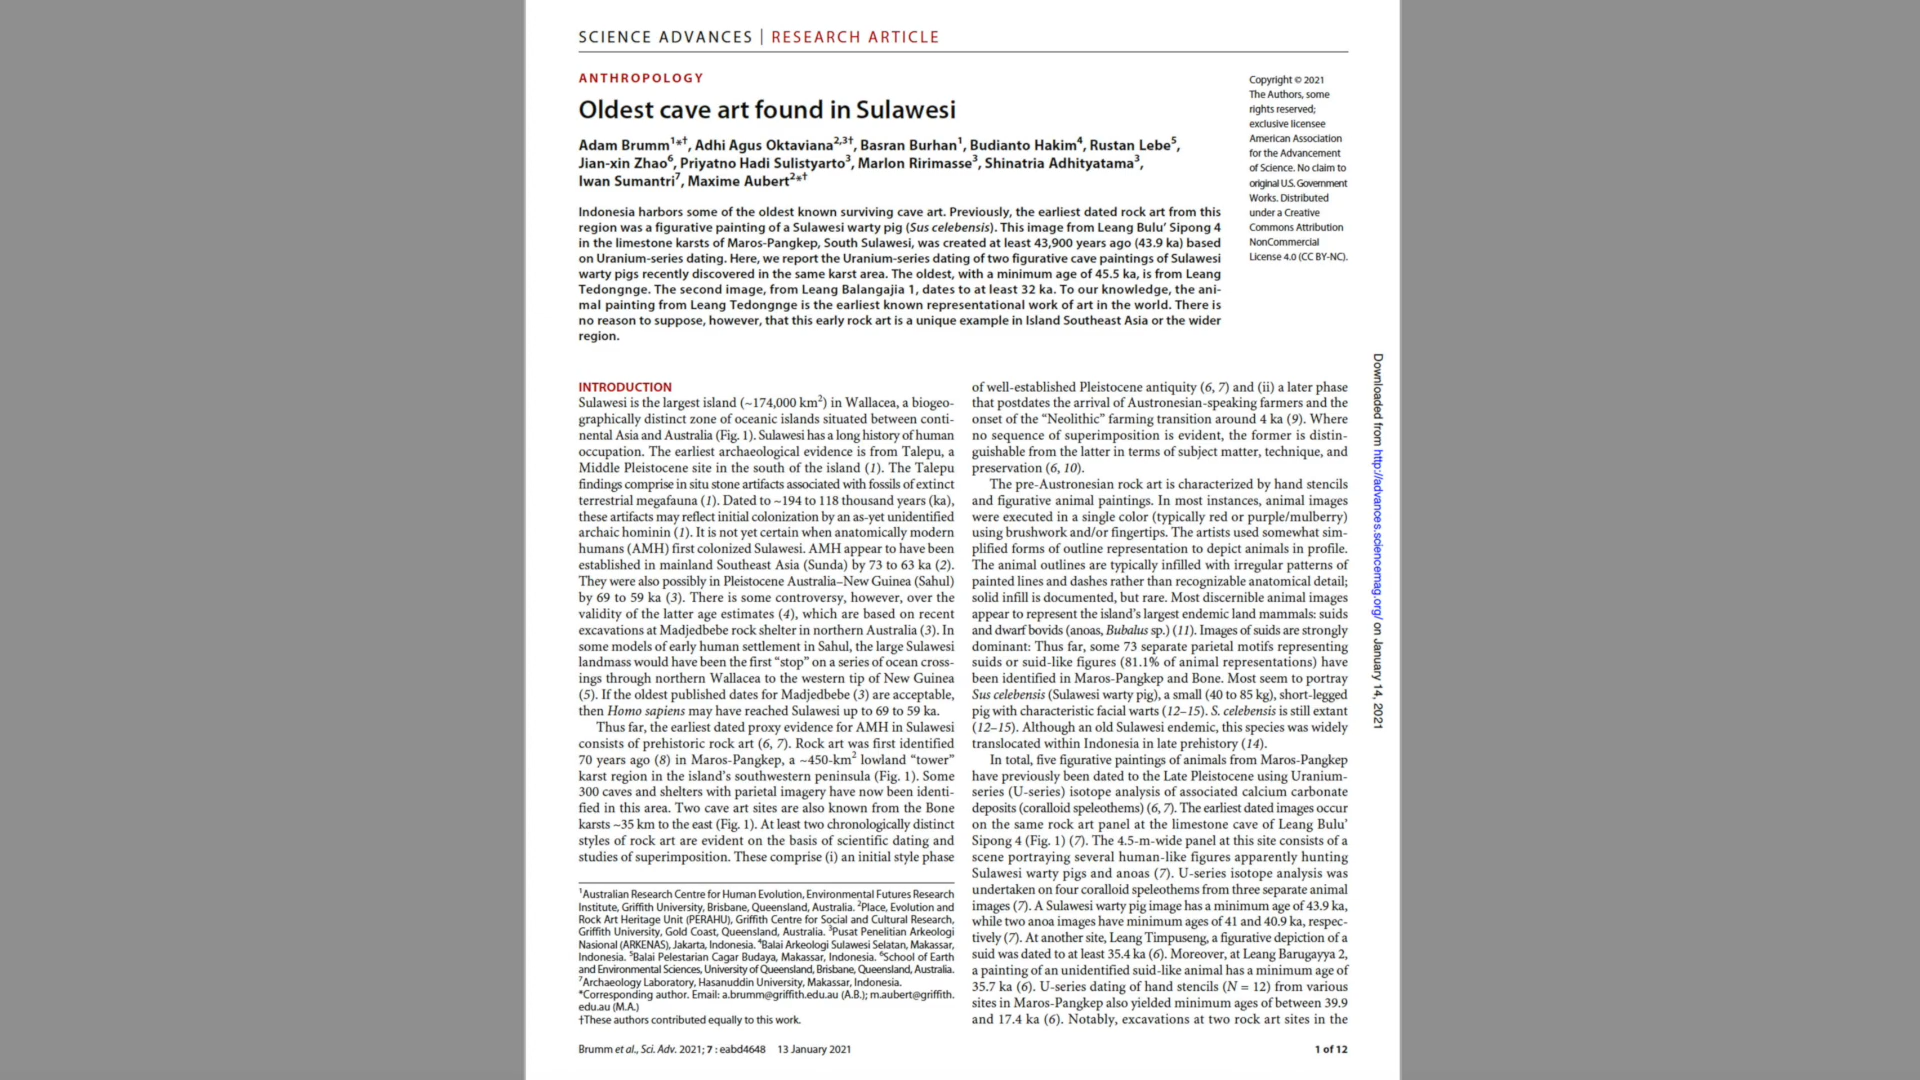 SCIENCE ADVANCES | RESEARCH ARTICLE
ANTHROPOLOGY
Oldest cave art found in Sulawesi
Adam Brumm¹*†, Adhi Agus Oktaviana²,³†, Basran Burhan¹, Budianto Hakim⁴, Rustan Lebe⁵,
Jian-xin Zhao⁶, Priyatno Hadi Sulistyarto³, Marlon Ririmasse³, Shinatria Adhityatama³,
Iwan Sumantri⁷, Maxime Aubert²*†
Indonesia harbors some of the oldest known surviving cave art. Previously, the earliest dated rock art from this
region was a figurative painting of a Sulawesi warty pig (Sus celebensis). This image from Leang Bulu’ Sipong 4
in the limestone karsts of Maros-Pangkep, South Sulawesi, was created at least 43,900 years ago (43.9 ka) based
on Uranium-series dating. Here, we report the Uranium-series dating of two figurative cave paintings of Sulawesi
warty pigs recently discovered in the same karst area. The oldest, with a minimum age of 45.5 ka, is from Leang
Tedongnge. The second image, from Leang Balangajia 1, dates to at least 32 ka. To our knowledge, the ani-
mal painting from Leang Tedongnge is the earliest known representational work of art in the world. There is
no reason to suppose, however, that this early rock art is a unique example in Island Southeast Asia or the wider
region.
Copyright © 2021
The Authors, some
rights reserved;
exclusive licensee
American Association
for the Advancement
of Science. No claim to
original U.S. Government
Works. Distributed
under a Creative
Commons Attribution
NonCommercial
License 4.0 (CC BY-NC).
INTRODUCTION
Sulawesi is the largest island (~174,000 km²) in Wallacea, a biogeo-
graphically distinct zone of oceanic islands situated between conti-
nental Asia and Australia (Fig. 1). Sulawesi has a long history of human
occupation. The earliest archaeological evidence is from Talepu, a
Middle Pleistocene site in the south of the island (1). The Talepu
findings comprise in situ stone artifacts associated with fossils of extinct
terrestrial megafauna (1). Dated to ~194 to 118 thousand years (ka),
these artifacts may reflect initial colonization by an as-yet unidentified
archaic hominin (1). It is not yet certain when anatomically modern
humans (AMH) first colonized Sulawesi. AMH appear to have been
established in mainland Southeast Asia (Sunda) by 73 to 63 ka (2).
They were also possibly in Pleistocene Australia–New Guinea (Sahul)
by 69 to 59 ka (3). There is some controversy, however, over the
validity of the latter age estimates (4), which are based on recent
excavations at Madjedbebe rock shelter in northern Australia (3). In
some models of early human settlement in Sahul, the large Sulawesi
landmass would have been the first “stop” on a series of ocean cross-
ings through northern Wallacea to the western tip of New Guinea
(5). If the oldest published dates for Madjedbebe (3) are acceptable,
then Homo sapiens may have reached Sulawesi up to 69 to 59 ka.
Thus far, the earliest dated proxy evidence for AMH in Sulawesi
consists of prehistoric rock art (6, 7). Rock art was first identified
70 years ago (8) in Maros-Pangkep, a ~450-km² lowland “tower”
karst region in the island’s southwestern peninsula (Fig. 1). Some
300 caves and shelters with parietal imagery have now been identi-
fied in this area. Two cave art sites are also known from the Bone
karsts ~35 km to the east (Fig. 1). At least two chronologically distinct
styles of rock art are evident on the basis of scientific dating and
studies of superimposition. These comprise (i) an initial style phase
¹Australian Research Centre for Human Evolution, Environmental Futures Research
Institute, Griffith University, Brisbane, Queensland, Australia. ²Place, Evolution and
Rock Art Heritage Unit (PERAHU), Griffith Centre for Social and Cultural Research,
Griffith University, Gold Coast, Queensland, Australia. ³Pusat Penelitian Arkeologi
Nasional (ARKENAS), Jakarta, Indonesia. ⁴Balai Arkeologi Sulawesi Selatan, Makassar,
Indonesia. ⁵Balai Pelestarian Cagar Budaya, Makassar, Indonesia. ⁶School of Earth
and Environmental Sciences, University of Queensland, Brisbane, Queensland, Australia.
⁷Archaeology Laboratory, Hasanuddin University, Makassar, Indonesia.
*Corresponding author. Email: a.brumm@griffith.edu.au (A.B.); m.aubert@griffith.
edu.au (M.A.)
†These authors contributed equally to this work.
of well-established Pleistocene antiquity (6, 7) and (ii) a later phase
that postdates the arrival of Austronesian-speaking farmers and the
onset of the “Neolithic” farming transition around 4 ka (9). Where
no sequence of superimposition is evident, the former is distin-
guishable from the latter in terms of subject matter, technique, and
preservation (6, 10).
The pre-Austronesian rock art is characterized by hand stencils
and figurative animal paintings. In most instances, animal images
were executed in a single color (typically red or purple/mulberry)
using brushwork and/or fingertips. The artists used somewhat sim-
plified forms of outline representation to depict animals in profile.
The animal outlines are typically infilled with irregular patterns of
painted lines and dashes rather than recognizable anatomical detail;
solid infill is documented, but rare. Most discernible animal images
appear to represent the island’s largest endemic land mammals: suids
and dwarf bovids (anoas, Bubalus sp.) (11). Images of suids are strongly
dominant: Thus far, some 73 separate parietal motifs representing
suids or suid-like figures (81.1% of animal representations) have
been identified in Maros-Pangkep and Bone. Most seem to portray
Sus celebensis (Sulawesi warty pig), a small (40 to 85 kg), short-legged
pig with characteristic facial warts (12–15). S. celebensis is still extant
(12–15). Although an old Sulawesi endemic, this species was widely
translocated within Indonesia in late prehistory (14).
In total, five figurative paintings of animals from Maros-Pangkep
have previously been dated to the Late Pleistocene using Uranium-
series (U-series) isotope analysis of associated calcium carbonate
deposits (coralloid speleothems) (6, 7). The earliest dated images occur
on the same rock art panel at the limestone cave of Leang Bulu’
Sipong 4 (Fig. 1) (7). The 4.5-m-wide panel at this site consists of a
scene portraying several human-like figures apparently hunting
Sulawesi warty pigs and anoas (7). U-series isotope analysis was
undertaken on four coralloid speleothems from three separate animal
images (7). A Sulawesi warty pig image has a minimum age of 43.9 ka,
while two anoa images have minimum ages of 41 and 40.9 ka, respec-
tively (7). At another site, Leang Timpuseng, a figurative depiction of a
suid was dated to at least 35.4 ka (6). Moreover, at Leang Barugayya 2,
a painting of an unidentified suid-like animal has a minimum age of
35.7 ka (6). U-series dating of hand stencils (N = 12) from various
sites in Maros-Pangkep also yielded minimum ages of between 39.9
and 17.4 ka (6). Notably, excavations at two rock art sites in the
Downloaded from http://advances.sciencemag.org/ on January 14, 2021
Brumm et al., Sci. Adv. 2021; 7 : eabd4648 13 January 2021
1 of 12